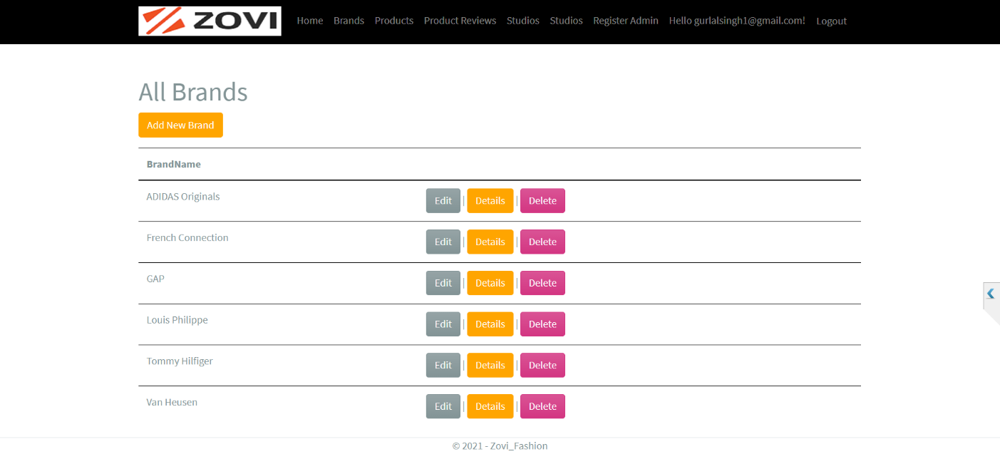 ZOVI Home Brands Products Product Reviews Studios Studios Register Admin Hello gurlalsingh1@gmail.com! Logout
All Brands
Add New Brand
BrandName
ADIDAS Originals Edit | Details | Delete
French Connection Edit | Details | Delete
GAP Edit | Details | Delete
Louis Philippe Edit | Details | Delete
Tommy Hilfiger Edit | Details | Delete
Van Heusen Edit | Details | Delete
© 2021 - Zovi_Fashion